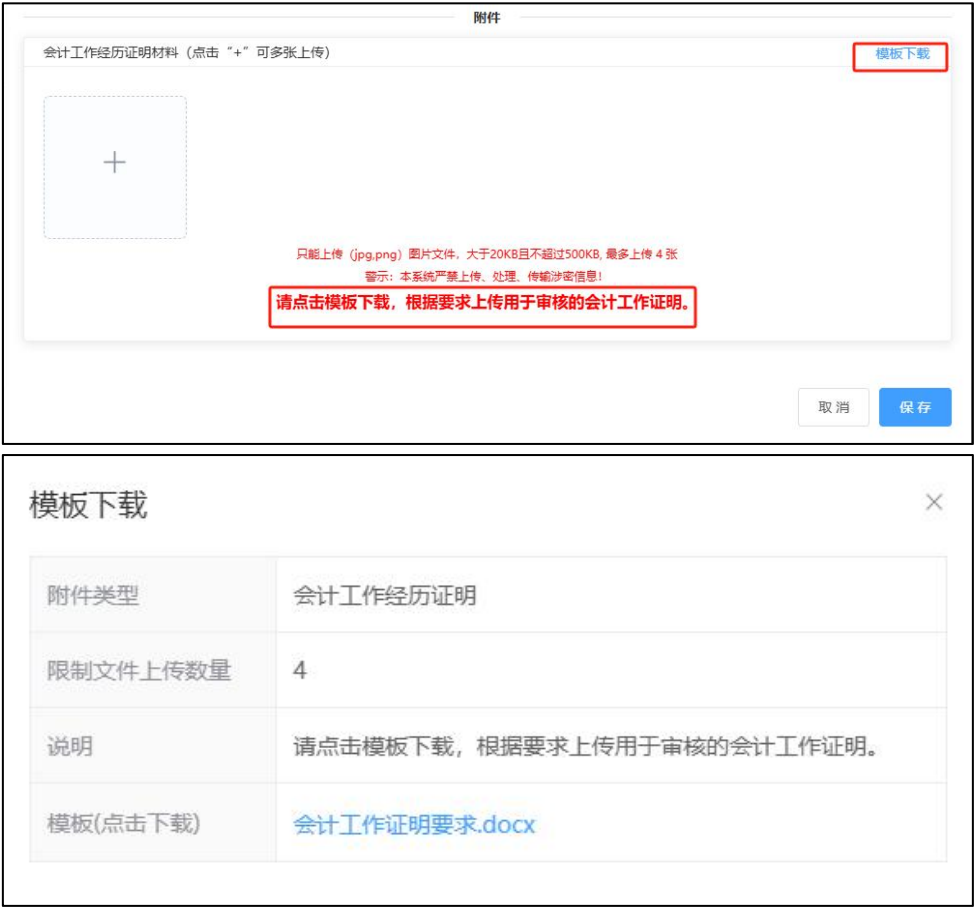 附件
会计工作经历证明材料（点击“+”可多张上传）
模板下载
只能上传（jpg,png）图片文件，大于20KB且不超过500KB, 最多上传 4 张
警示：本系统严禁上传、处理、传输涉密信息！
请点击模板下载，根据要求上传用于审核的会计工作证明。
取消
保存
模板下载
附件类型
会计工作经历证明
限制文件上传数量
4
说明
请点击模板下载，根据要求上传用于审核的会计工作证明。
模板(点击下载)
会计工作证明要求.docx